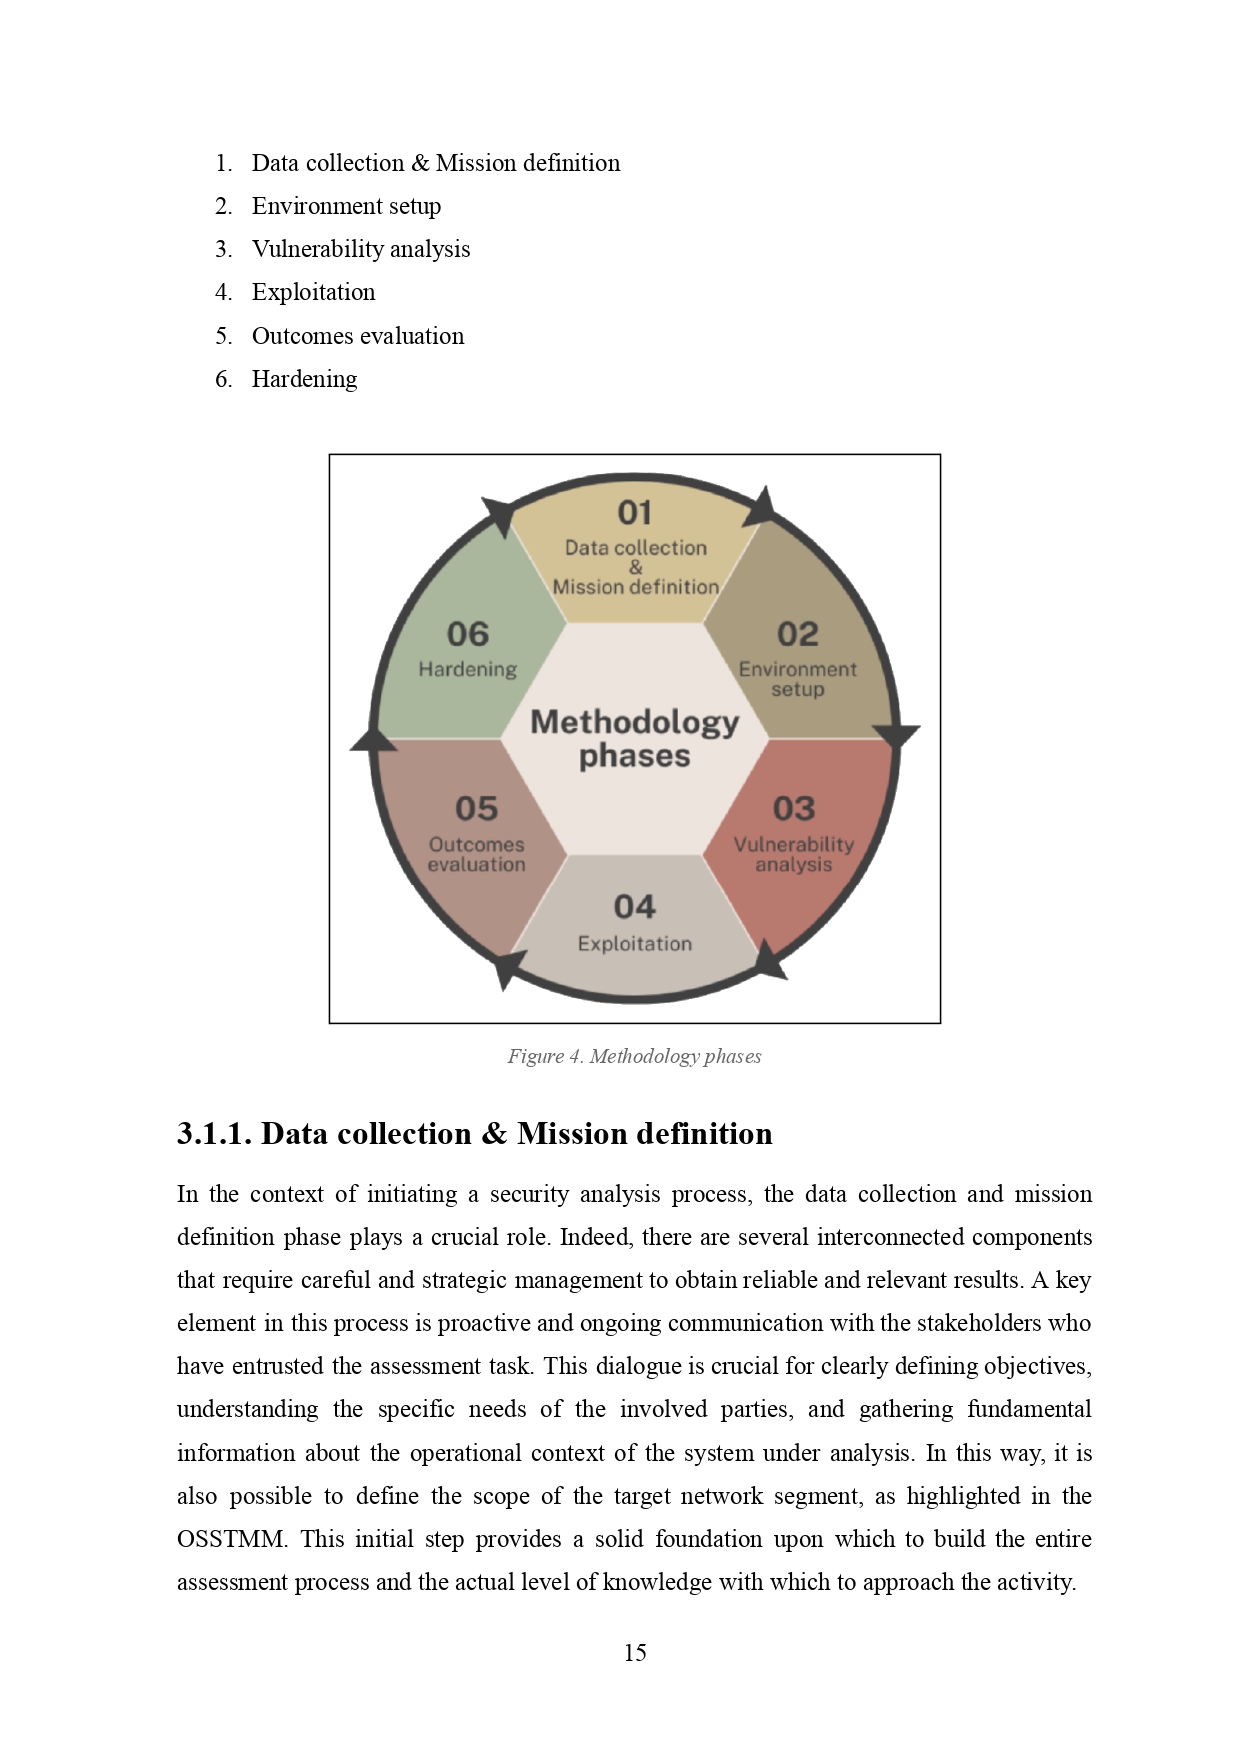 1. Data collection & Mission definition
2. Environment setup
3. Vulnerability analysis
4. Exploitation
5. Outcomes evaluation
6. Hardening
01
Data collection
&
Mission definition
02
Environment
setup
03
Vulnerability
analysis
04
Exploitation
05
Outcomes
evaluation
06
Hardening
Methodology
phases
Figure 4. Methodology phases
3.1.1. Data collection & Mission definition
In the context of initiating a security analysis process, the data collection and mission
definition phase plays a crucial role. Indeed, there are several interconnected components
that require careful and strategic management to obtain reliable and relevant results. A key
element in this process is proactive and ongoing communication with the stakeholders who
have entrusted the assessment task. This dialogue is crucial for clearly defining objectives,
understanding the specific needs of the involved parties, and gathering fundamental
information about the operational context of the system under analysis. In this way, it is
also possible to define the scope of the target network segment, as highlighted in the
OSSTMM. This initial step provides a solid foundation upon which to build the entire
assessment process and the actual level of knowledge with which to approach the activity.
15